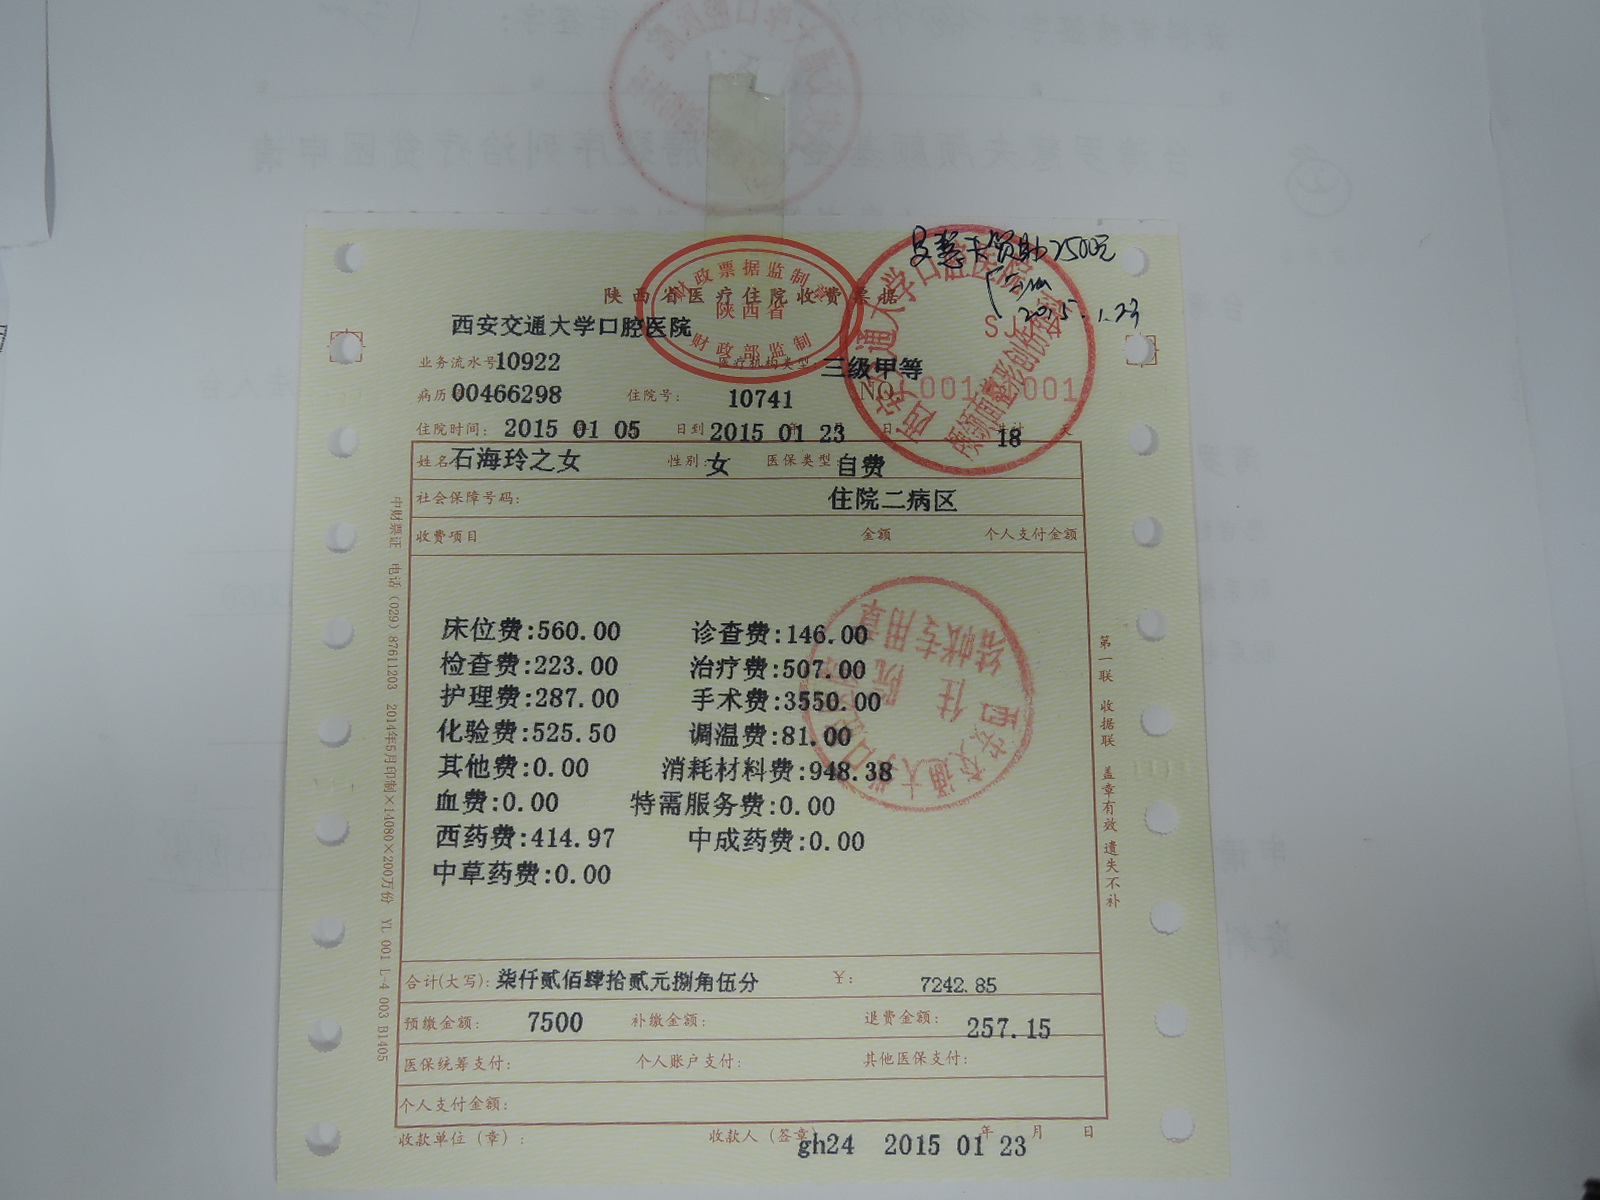 陕西省医疗住院收费票据
财政票据监制章
陕西省
财政部监制
西安交通大学口腔医院
业务流水号10922 医疗机构类型 三级甲等
病历号00466298 住院号: 10741 NO
住院时间: 2015 01 05 日到 2015 年 01 23 日 共计 18 天
姓名 石海玲之女 性别: 女 医保类型: 自费
社会保障号码: 住院二病区
收费项目 金额 个人支付金额
床位费:560.00 诊查费:146.00
检查费:223.00 治疗费:507.00
护理费:287.00 手术费:3550.00
化验费:525.50 调温费:81.00
其他费:0.00 消耗材料费:948.38
血费:0.00 特需服务费:0.00
西药费:414.97 中成药费:0.00
中草药费:0.00
合计(大写): 柒仟贰佰肆拾贰元捌角伍分 ¥: 7242.85
预缴金额: 7500 补缴金额: 退费金额: 257.15
医保统筹支付: 个人账户支付: 其他医保支付:
个人支付金额:
收款单位(章): 收款人(签章) gh24 2015 年 01 月 23 日
中财票证 电话(029)87611203 2014年5月印制×14080×200万份 YL 001 L-4 003 B1405
第一联 收据联 盖章有效 遗失不补
2015.1.23
西安交通大学口腔医院
西安交通大学口腔医院
住院
结帐专用章